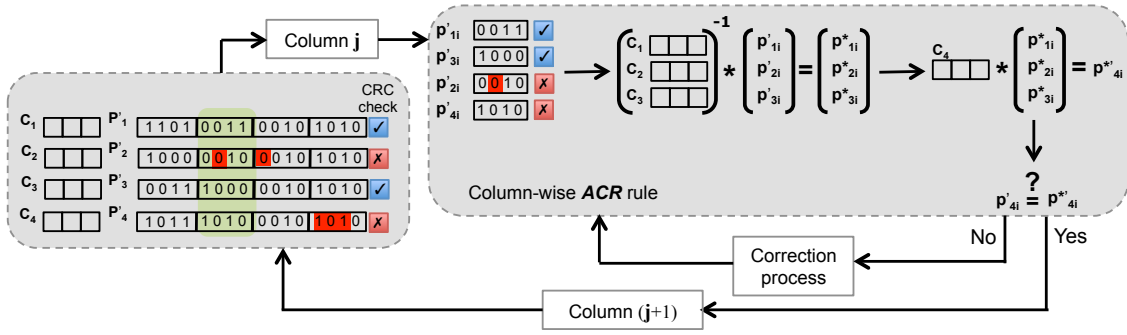 Column j
CRC check
C1 P'1 1101 0011 0010 1010 ✓
C2 P'2 1000 0010 0010 1010 ✗
C3 P'3 0011 1000 0010 1010 ✓
C4 P'4 1011 1010 0010 1010 ✗
p'1i 0011 ✓
p'3i 1000 ✓
p'2i 0010 ✗
p'4i 1010 ✗
C1
C2
C3
-1
*
p'1i
p'2i
p'3i
=
p*1i
p*2i
p*3i
C4
*
p*1i
p*2i
p*3i
= p*'4i
?
p'4i = p*'4i
Column-wise ACR rule
No
Yes
Correction
process
Column (j+1)